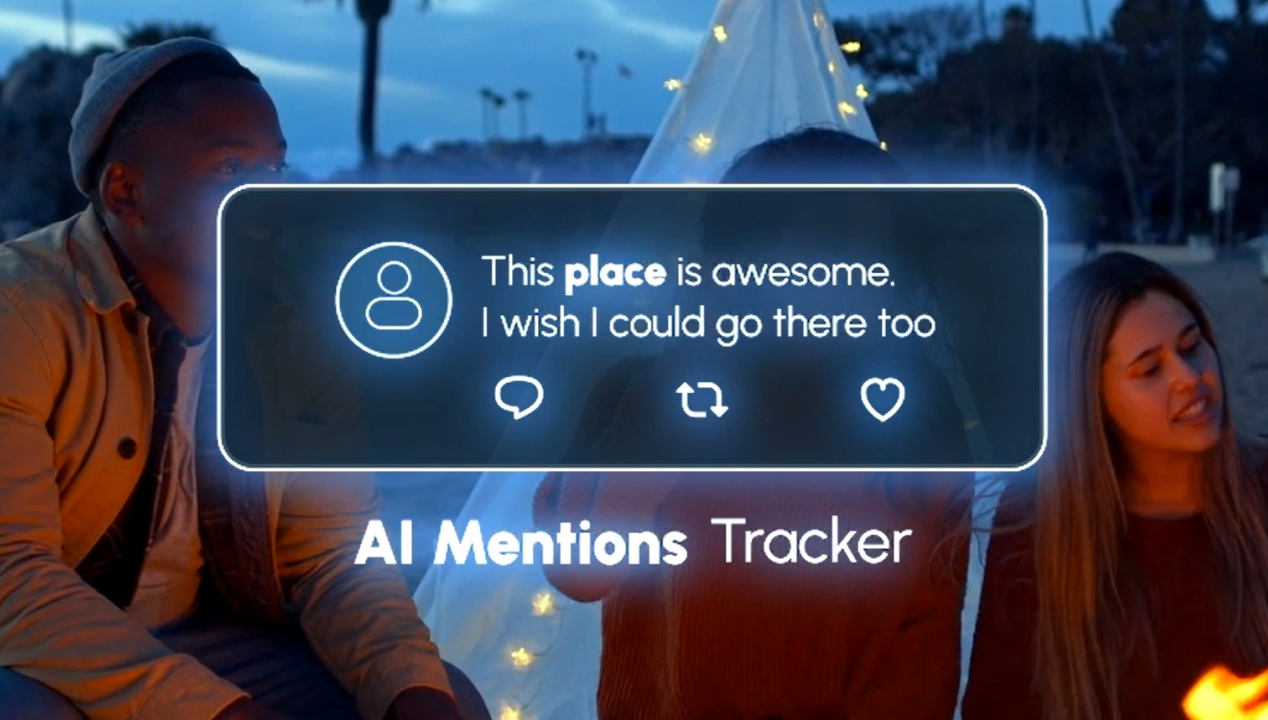 This place is awesome.
I wish I could go there too
AI Mentions Tracker